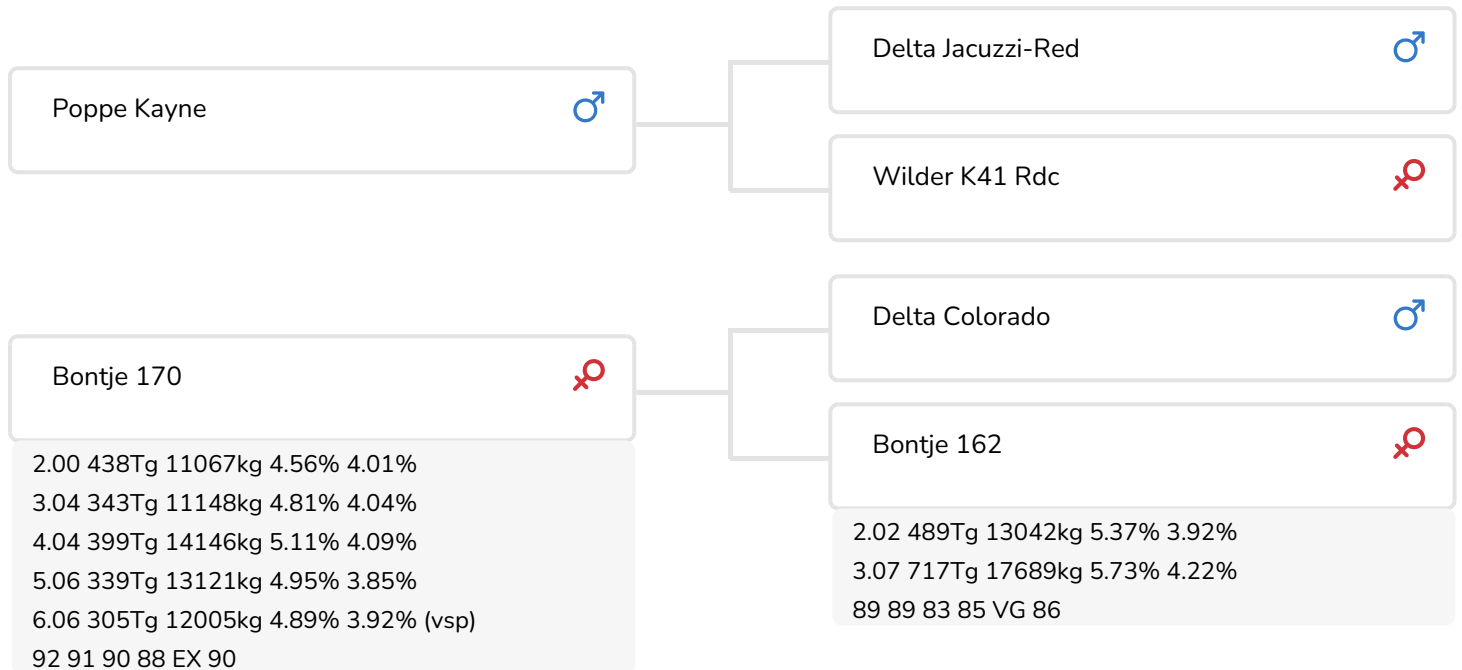 Poppe Kayne
Delta Jacuzzi-Red
Wilder K41 Rdc
Bontje 170
2.00 438Tg 11067kg 4.56% 4.01%
3.04 343Tg 11148kg 4.81% 4.04%
4.04 399Tg 14146kg 5.11% 4.09%
5.06 339Tg 13121kg 4.95% 3.85%
6.06 305Tg 12005kg 4.89% 3.92% (vsp)
92 91 90 88 EX 90
Delta Colorado
Bontje 162
2.02 489Tg 13042kg 5.37% 3.92%
3.07 717Tg 17689kg 5.73% 4.22%
89 89 83 85 VG 86